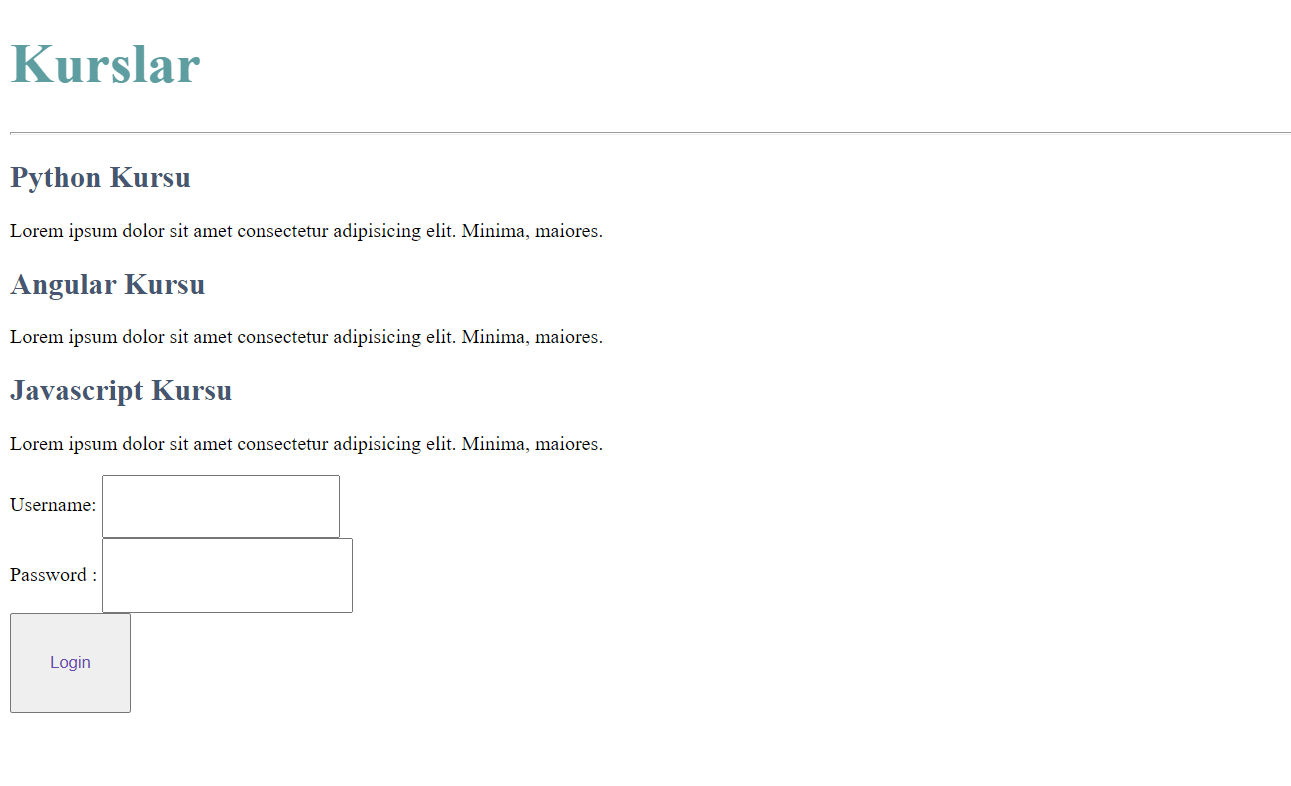 Kurslar
Python Kursu
Lorem ipsum dolor sit amet consectetur adipisicing elit. Minima, maiores.
Angular Kursu
Lorem ipsum dolor sit amet consectetur adipisicing elit. Minima, maiores.
Javascript Kursu
Lorem ipsum dolor sit amet consectetur adipisicing elit. Minima, maiores.
Username:
Password :
Login